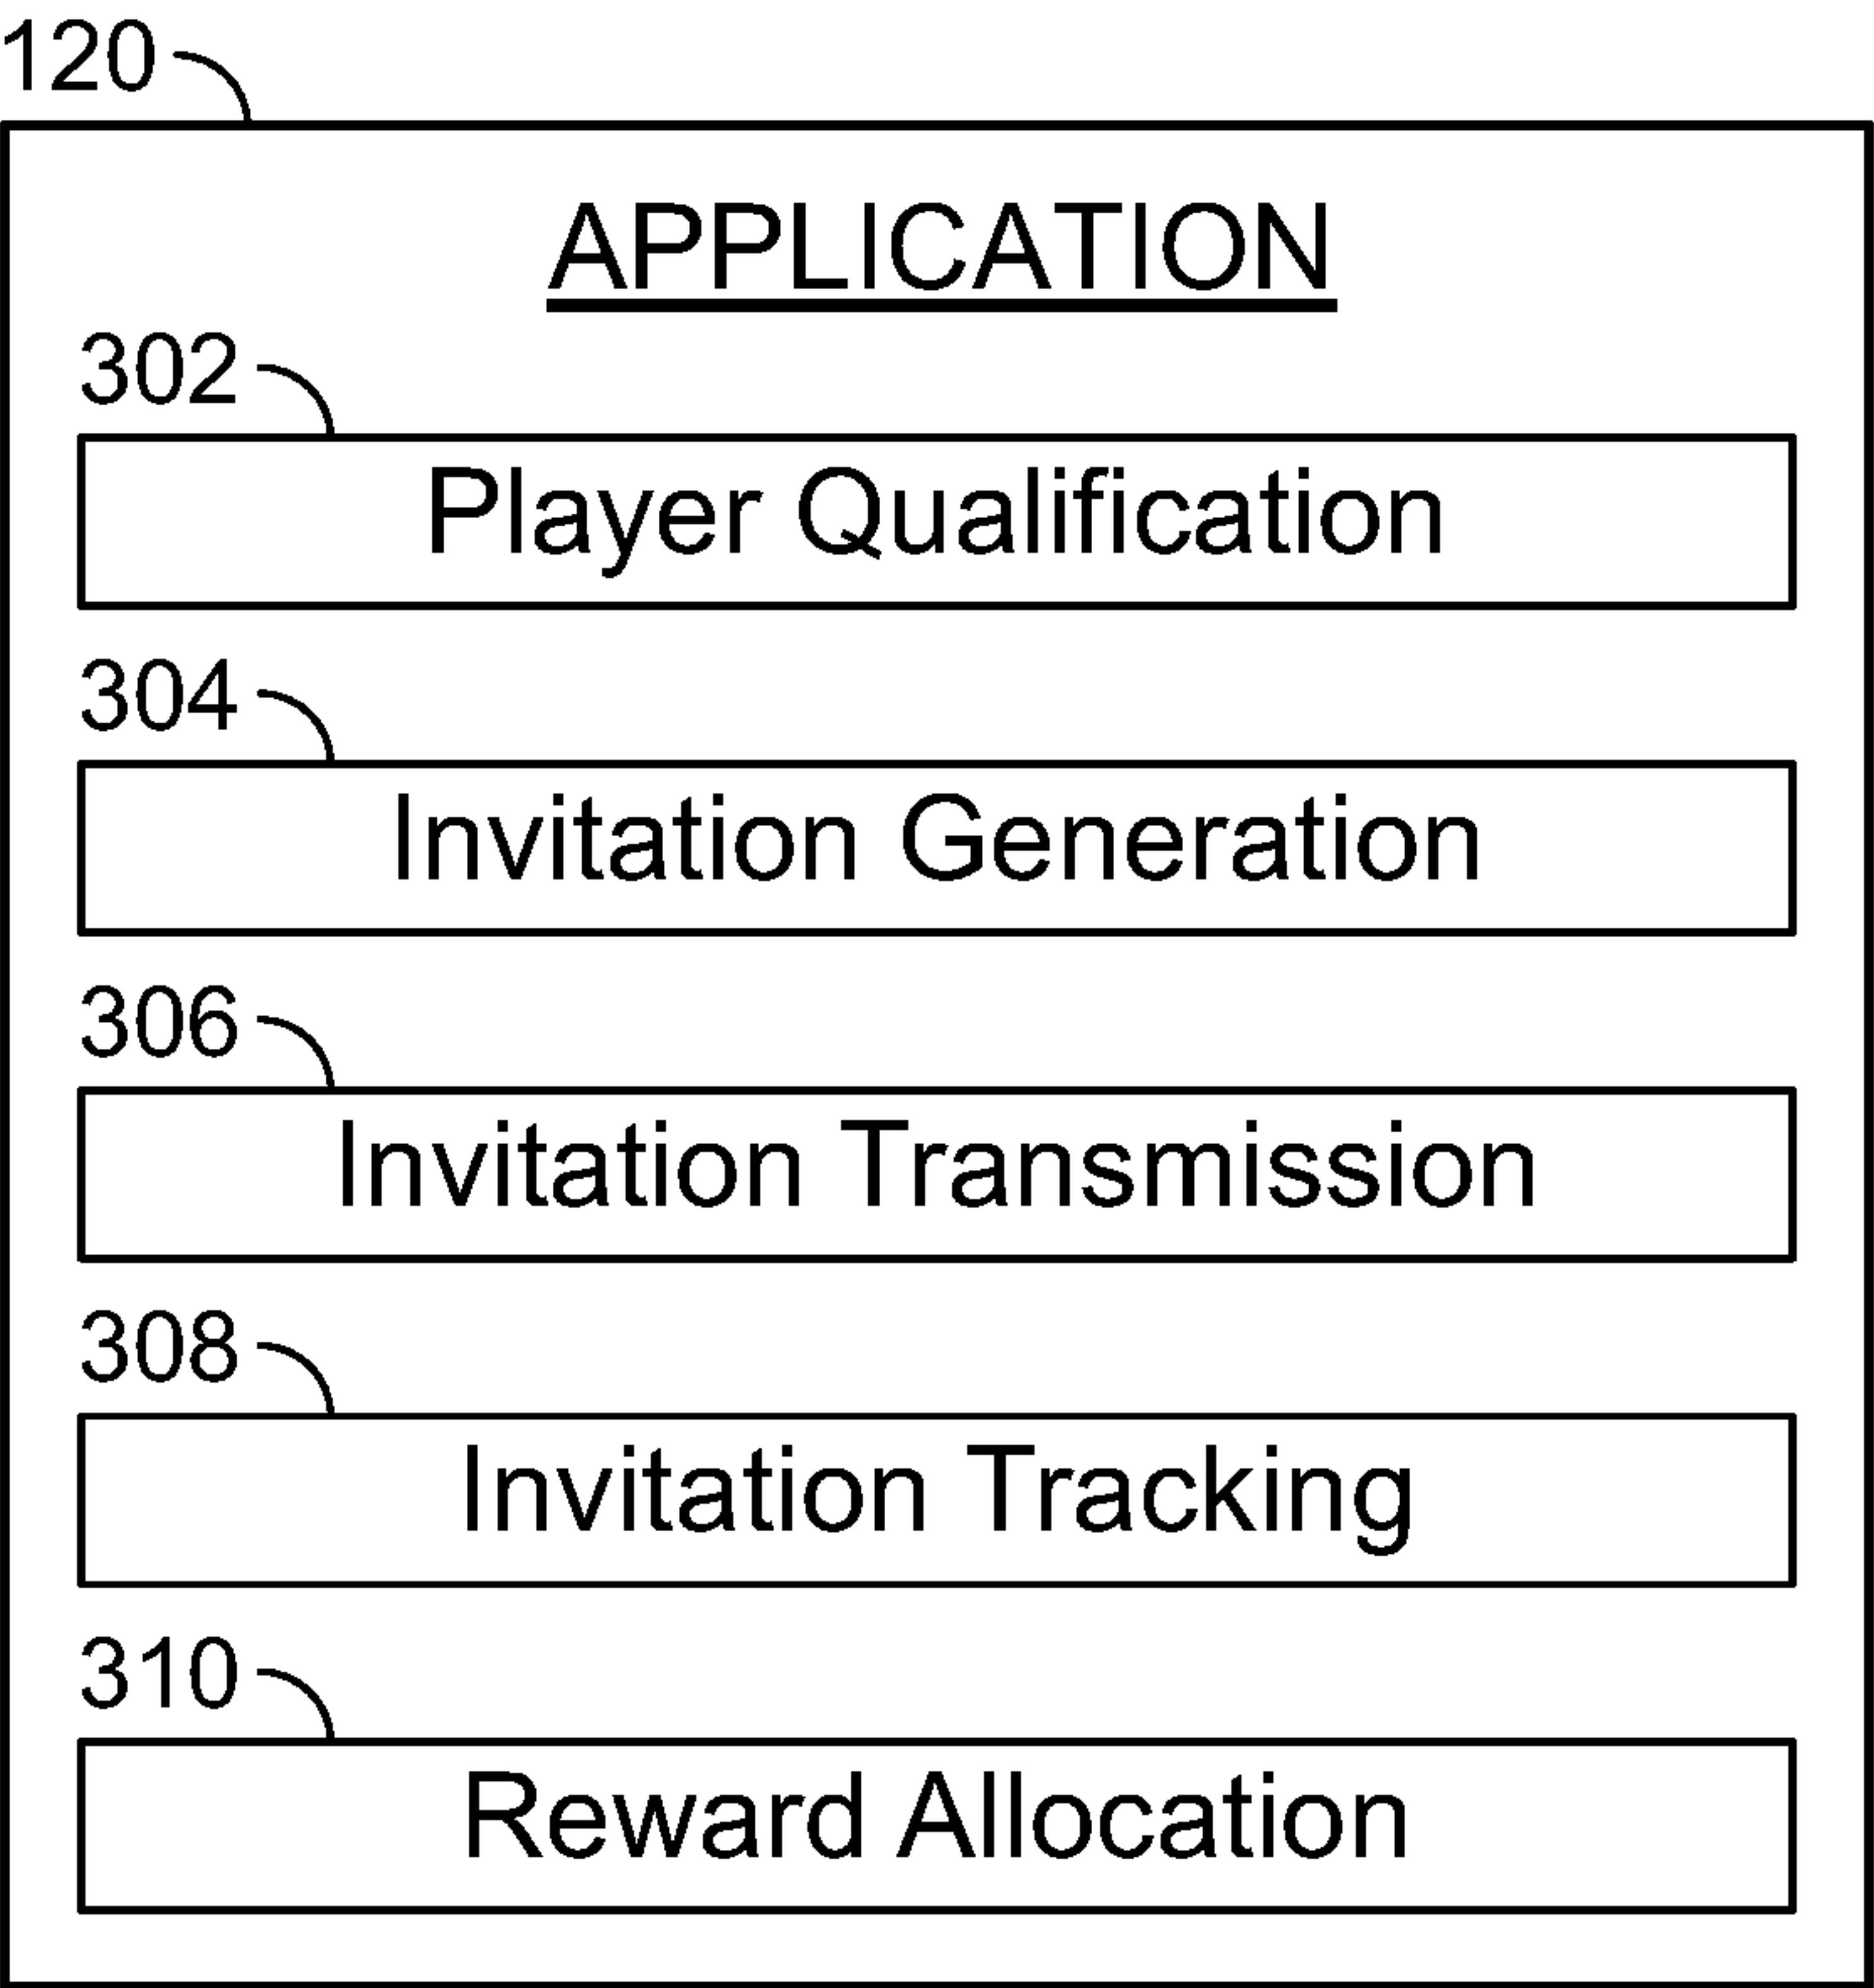 120
APPLICATION
302
Player Qualification
304
Invitation Generation
306
Invitation Transmission
308
Invitation Tracking
310
Reward Allocation